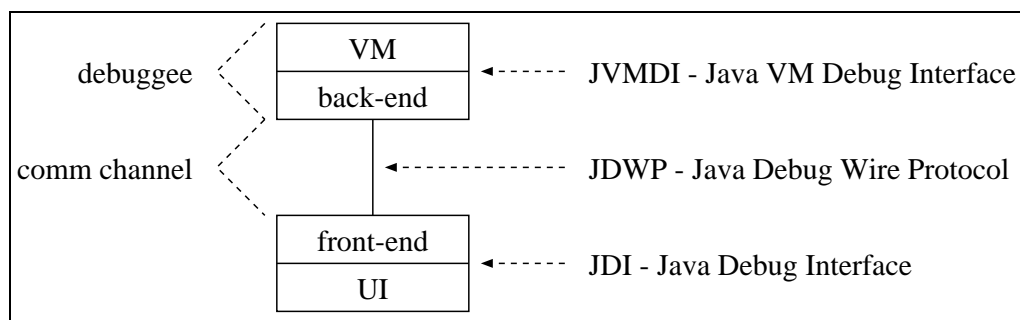 VM
debuggee
JVMDI - Java VM Debug Interface
back-end
comm channel
JDWP - Java Debug Wire Protocol
front-end
JDI - Java Debug Interface
UI